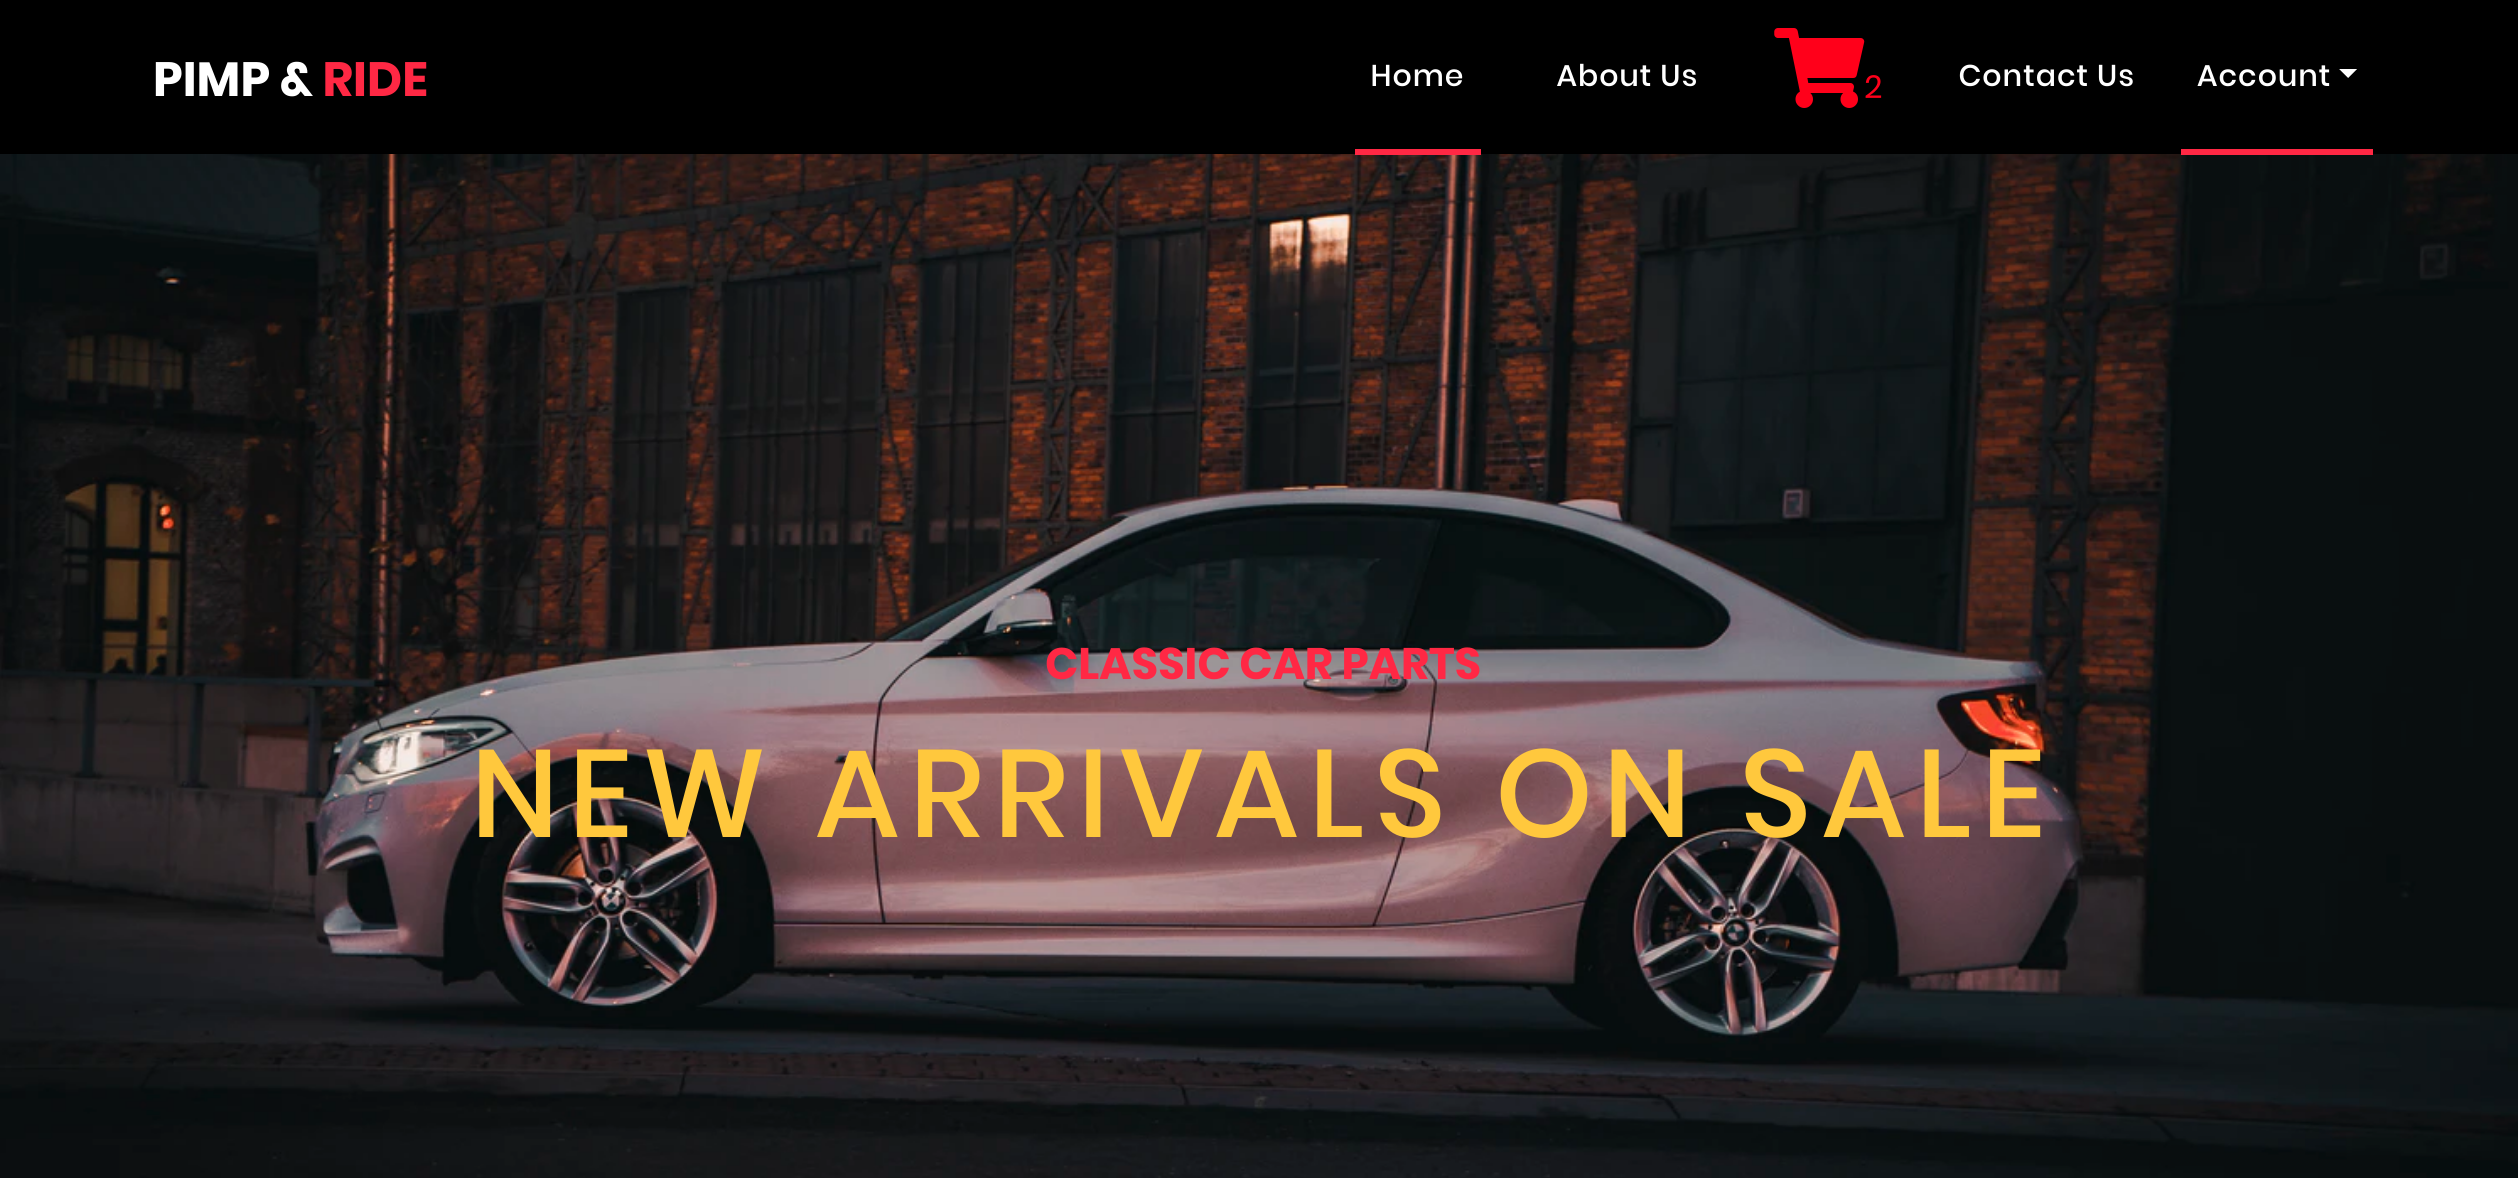 PIMP & RIDE
Home
About Us
2
Contact Us
Account
CLASSIC CAR PARTS
NEW ARRIVALS ON SALE